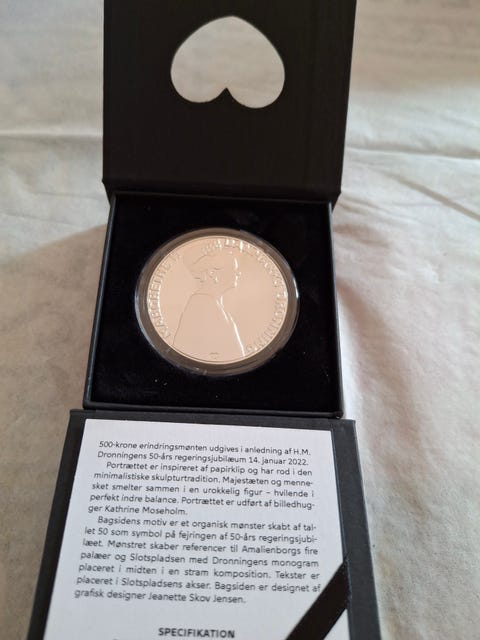 MARGRETHE II DANMARKS DRONNING
500-krone erindringsmønten udgives i anledning af H.M.
Dronningens 50-års regeringsjubilæum 14. januar 2022.
Portrættet er inspireret af papirklip og har rod i den
minimalistiske skulpturtradition. Majestæten og menne-
sket smelter sammen i en urokkelig figur – hvilende i
perfekt indre balance. Portrættet er udført af billedhug-
ger Kathrine Moseholm.
Bagsidens motiv er et organisk mønster skabt af tal-
let 50 som symbol på fejringen af 50-års regeringsjubi-
læet. Mønstret skaber referencer til Amalienborgs fire
palæer og Slotspladsen med Dronningens monogram
placeret i midten i en stram komposition. Tekster er
placeret i Slotspladsens akser. Bagsiden er designet af
grafisk designer Jeanette Skov Jensen.
SPECIFIKATION